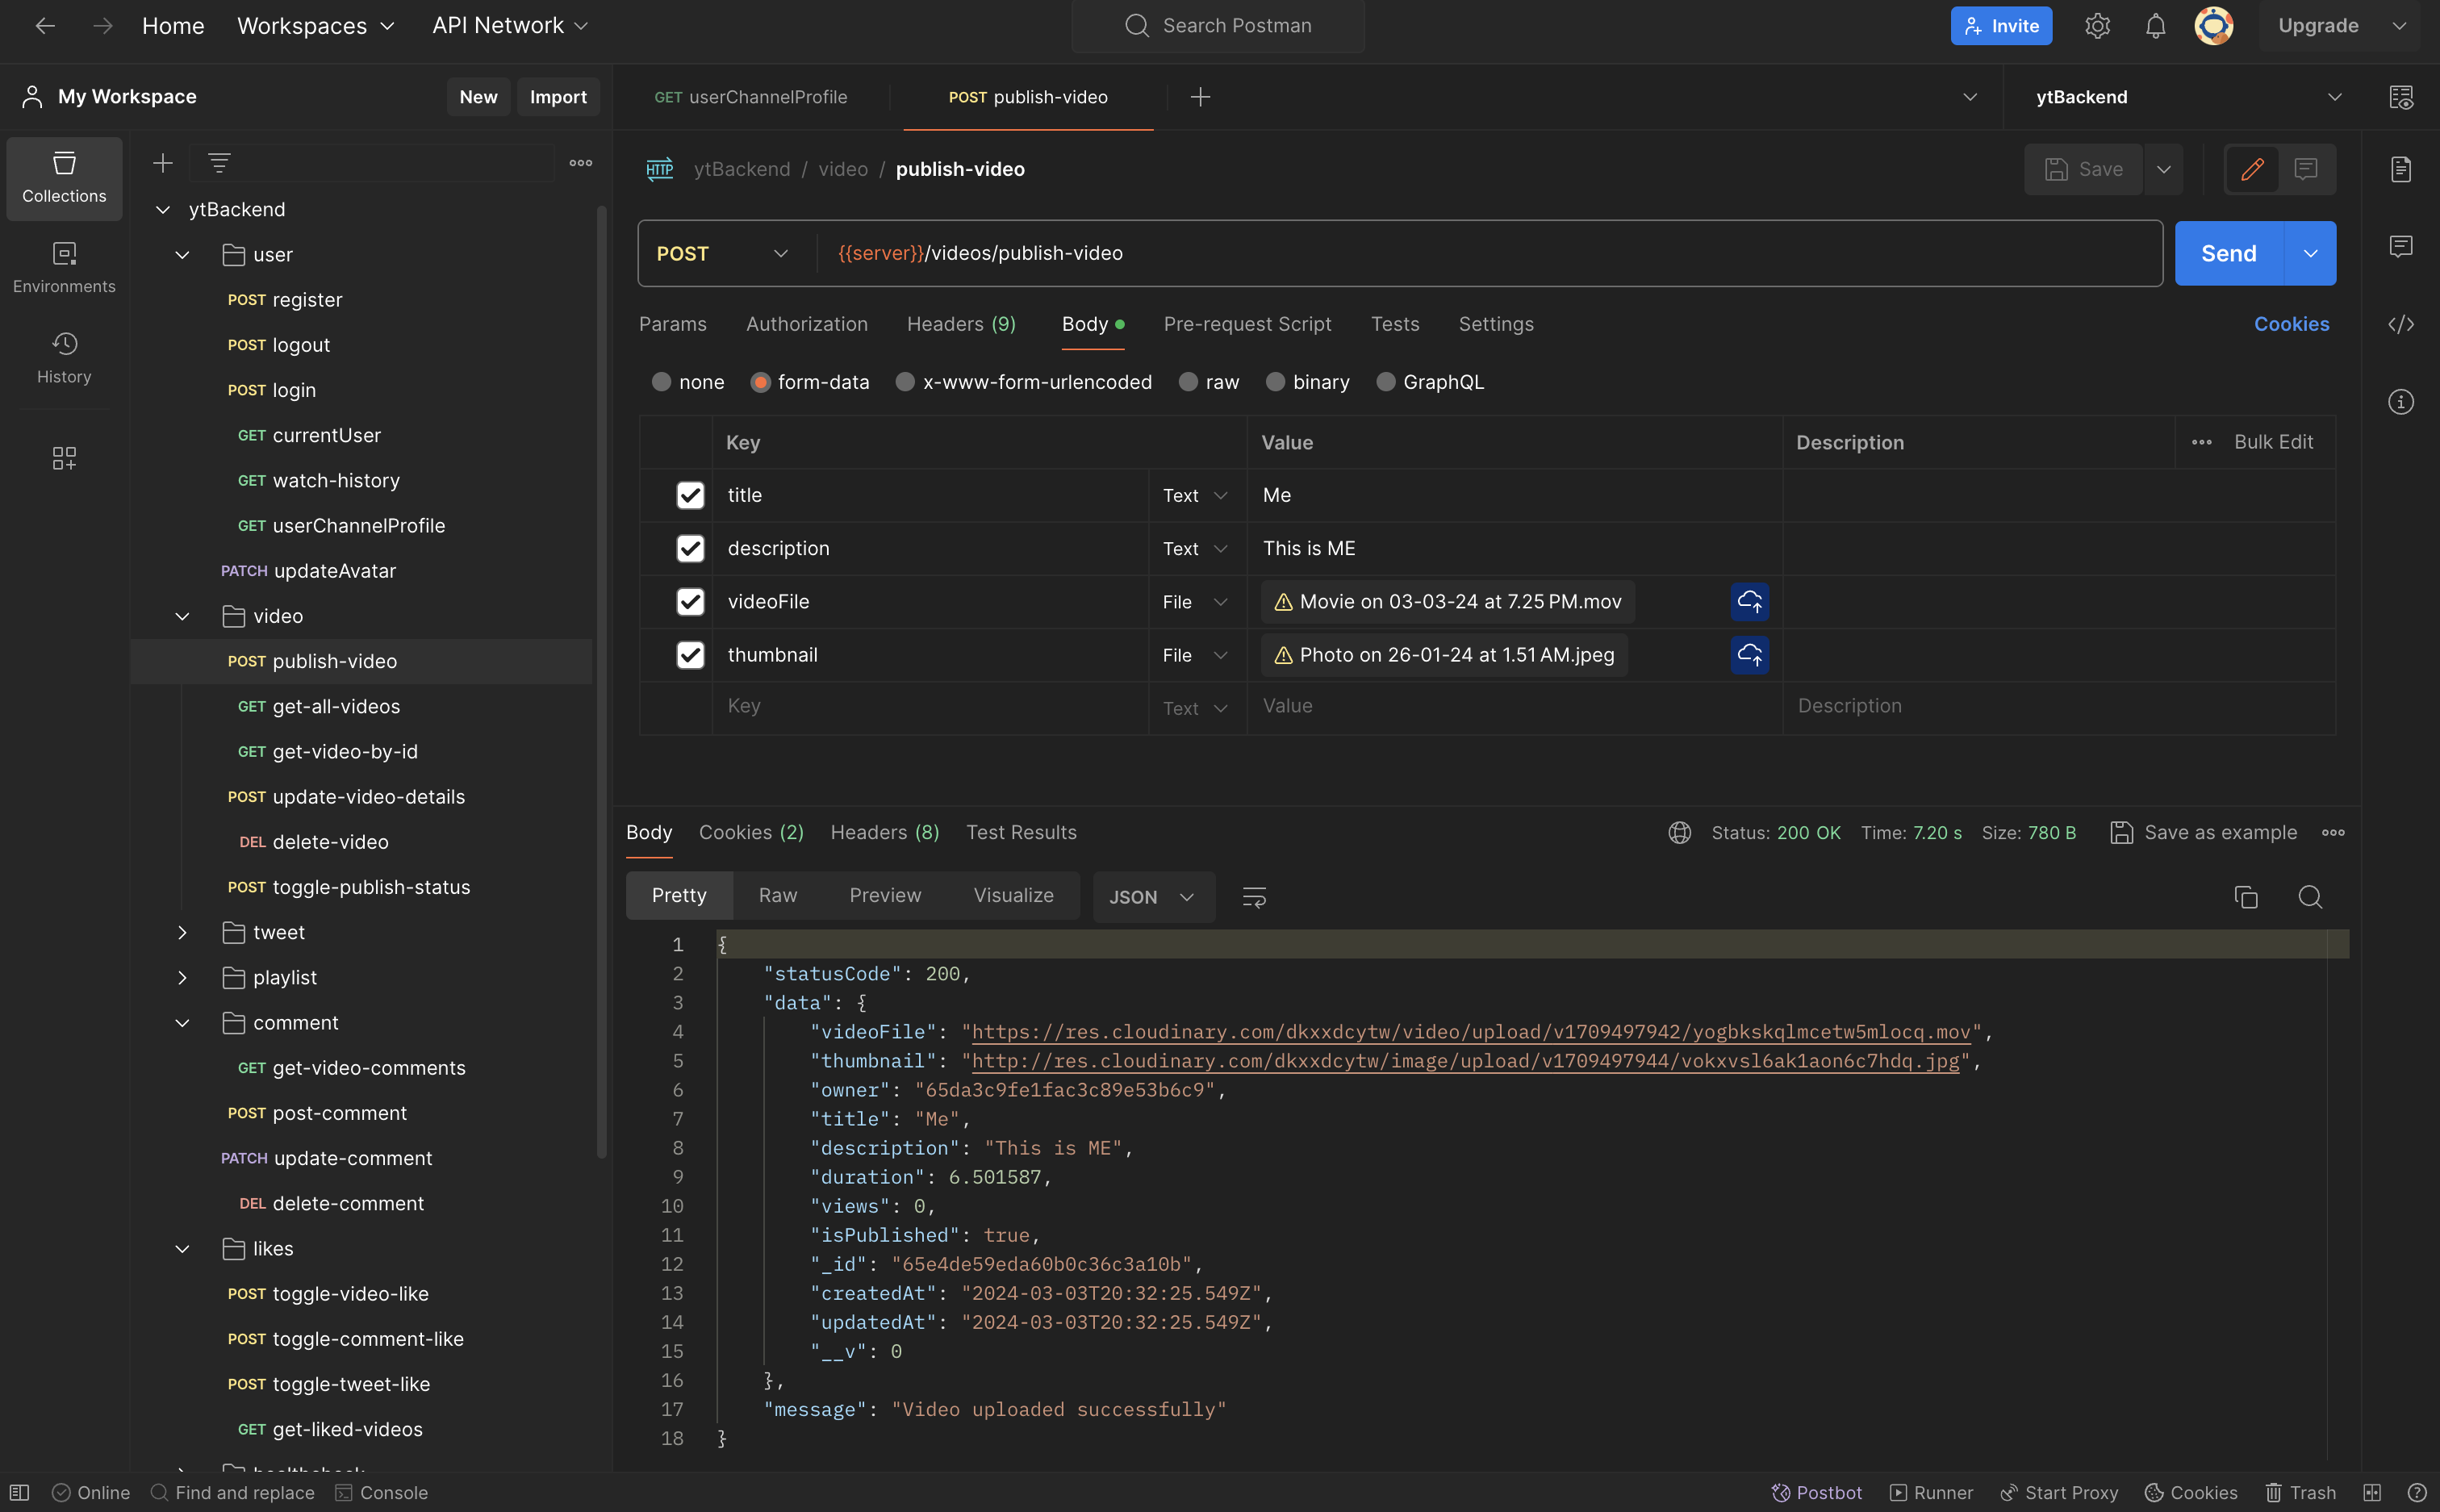 Home Workspaces API Network Search Postman Invite Upgrade
My Workspace New Import
GET userChannelProfile POST publish-video ytBackend
Collections
Environments
History
ytBackend
user
POST register
POST logout
POST login
GET currentUser
GET watch-history
GET userChannelProfile
PATCH updateAvatar
video
POST publish-video
GET get-all-videos
GET get-video-by-id
POST update-video-details
DEL delete-video
POST toggle-publish-status
tweet
playlist
comment
GET get-video-comments
POST post-comment
PATCH update-comment
DEL delete-comment
likes
POST toggle-video-like
POST toggle-comment-like
POST toggle-tweet-like
GET get-liked-videos
HTTP ytBackend / video / publish-video Save
POST {{server}}/videos/publish-video Send
Params Authorization Headers (9) Body Pre-request Script Tests Settings Cookies
none form-data x-www-form-urlencoded raw binary GraphQL
Key Value Description Bulk Edit
title Text Me
description Text This is ME
videoFile File Movie on 03-03-24 at 7.25 PM.mov
thumbnail File Photo on 26-01-24 at 1.51 AM.jpeg
Key Text Value Description
Body Cookies (2) Headers (8) Test Results Status: 200 OK Time: 7.20 s Size: 780 B Save as example
Pretty Raw Preview Visualize JSON
1 {
2 "statusCode": 200,
3 "data": {
4 "videoFile": "https://res.cloudinary.com/dkxxdcytw/video/upload/v1709497942/yogbkskqlmcetw5mlocq.mov",
5 "thumbnail": "http://res.cloudinary.com/dkxxdcytw/image/upload/v1709497944/vokxvsl6ak1aon6c7hdq.jpg",
6 "owner": "65da3c9fe1fac3c89e53b6c9",
7 "title": "Me",
8 "description": "This is ME",
9 "duration": 6.501587,
10 "views": 0,
11 "isPublished": true,
12 "_id": "65e4de59eda60b0c36c3a10b",
13 "createdAt": "2024-03-03T20:32:25.549Z",
14 "updatedAt": "2024-03-03T20:32:25.549Z",
15 "__v": 0
16 },
17 "message": "Video uploaded successfully"
18 }
Online Find and replace Console Postbot Runner Start Proxy Cookies Trash